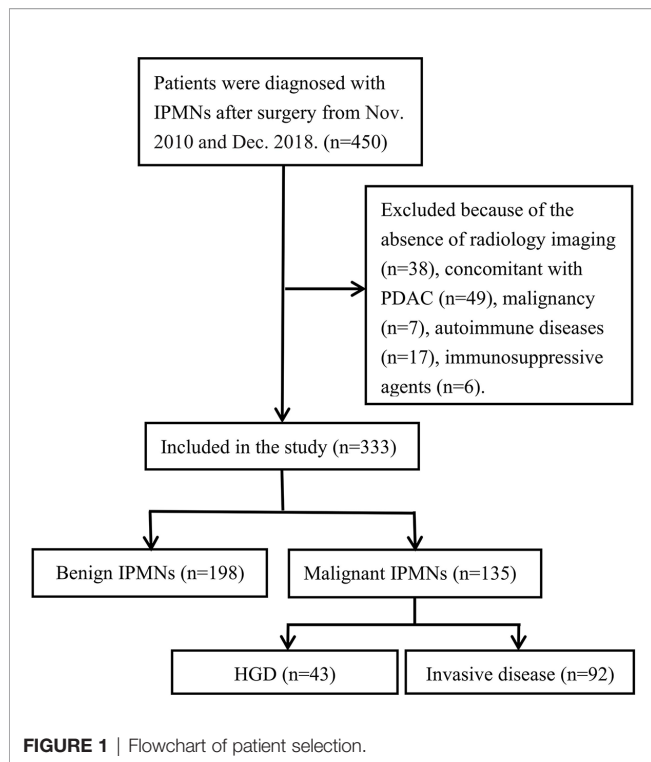 Patients were diagnosed with
IPMNs after surgery from Nov.
2010 and Dec. 2018. (n=450)
Excluded because of the
absence of radiology imaging
(n=38), concomitant with
PDAC (n=49), malignancy
(n=7), autoimmune diseases
(n=17), immunosuppressive
agents (n=6).
Included in the study (n=333)
Benign IPMNs (n=198)
Malignant IPMNs (n=135)
HGD (n=43)
Invasive disease (n=92)
FIGURE 1 | Flowchart of patient selection.